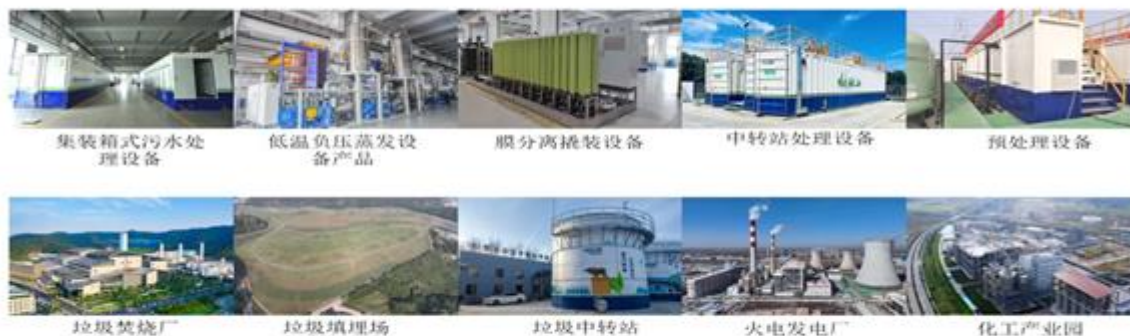 集装箱式污水处
理设备
低温负压蒸发设
备产品
膜分离撬装设备
中转站处理设备
预处理设备
垃圾焚烧厂
垃圾填埋场
垃圾中转站
火电发电厂
化工产业园